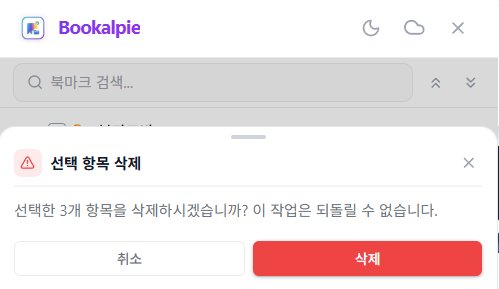 Bookalpie
북마크 검색...
선택 항목 삭제
선택한 3개 항목을 삭제하시겠습니까? 이 작업은 되돌릴 수 없습니다.
취소
삭제